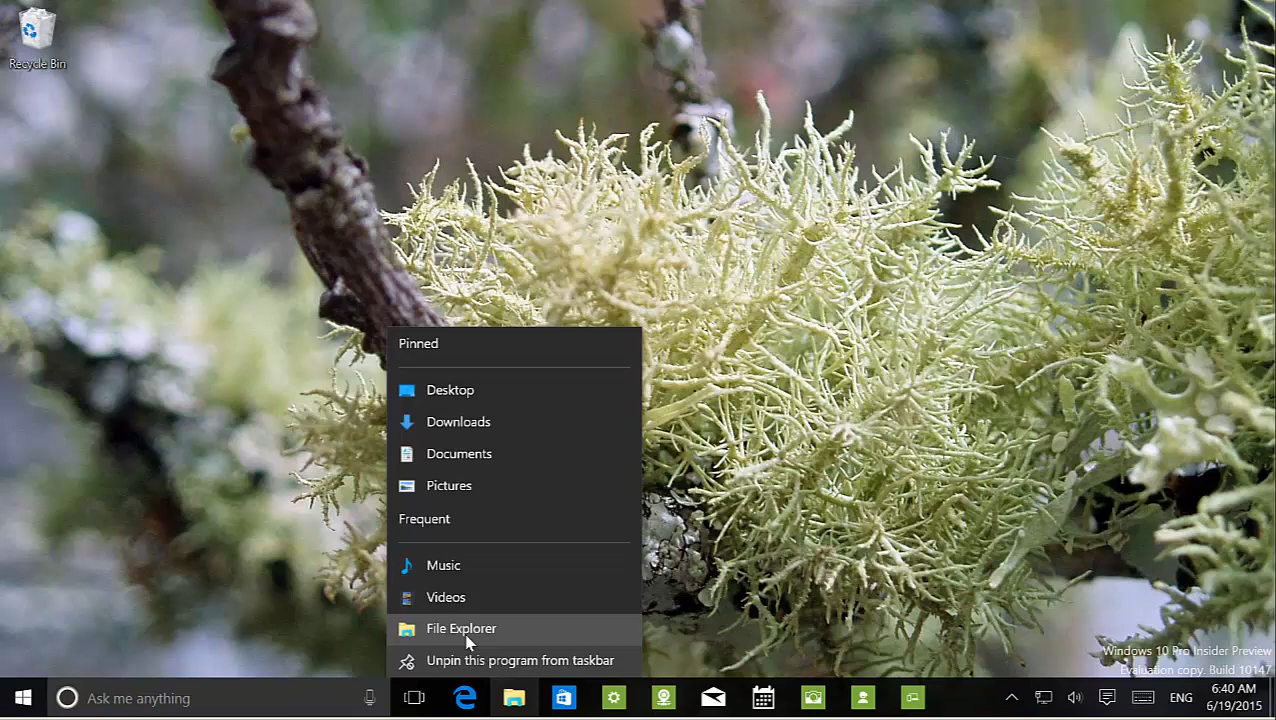 Recycle Bin
Pinned
Desktop
Downloads
Documents
Pictures
Frequent
Music
Videos
File Explorer
Unpin this program from taskbar
Windows 10 Pro Insider Preview
Evaluation copy. Build 10147
Ask me anything
ENG
6:40 AM
6/19/2015